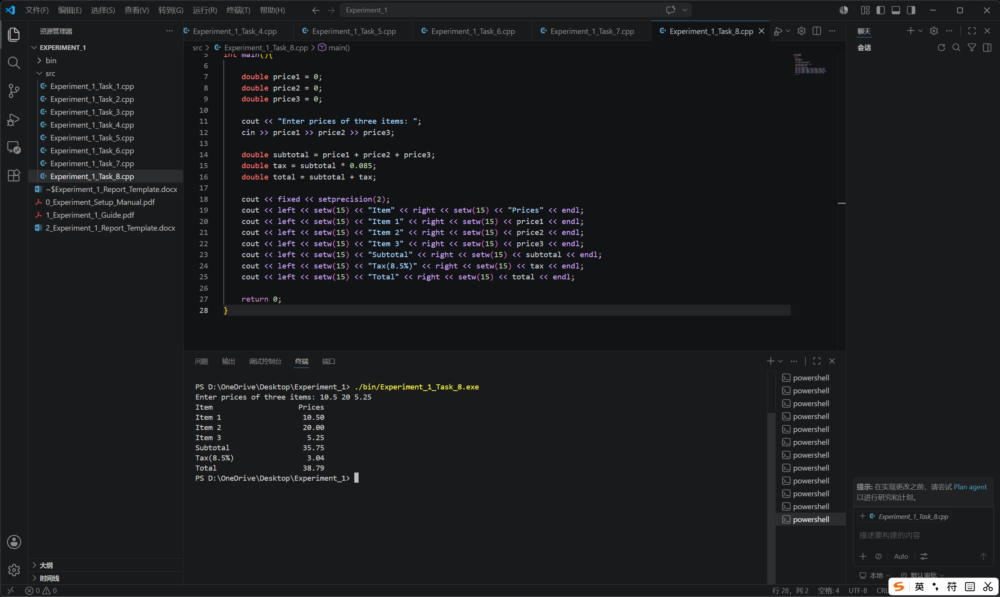 文件(F) 编辑(E) 选择(S) 查看(V) 转到(G) 运行(R) 终端(T) 帮助(H) Experiment_1
资源管理器
EXPERIMENT_1
bin
src
Experiment_1_Task_1.cpp
Experiment_1_Task_2.cpp
Experiment_1_Task_3.cpp
Experiment_1_Task_4.cpp
Experiment_1_Task_5.cpp
Experiment_1_Task_6.cpp
Experiment_1_Task_7.cpp
Experiment_1_Task_8.cpp
~$Experiment_1_Report_Template.docx
0_Experiment_Setup_Manual.pdf
1_Experiment_1_Guide.pdf
2_Experiment_1_Report_Template.docx
大纲
时间线
Experiment_1_Task_4.cpp Experiment_1_Task_5.cpp Experiment_1_Task_6.cpp Experiment_1_Task_7.cpp Experiment_1_Task_8.cpp
src > Experiment_1_Task_8.cpp > main()
5 int main(){
6
7 double price1 = 0;
8 double price2 = 0;
9 double price3 = 0;
10
11 cout << "Enter prices of three items: ";
12 cin >> price1 >> price2 >> price3;
13
14 double subtotal = price1 + price2 + price3;
15 double tax = subtotal * 0.085;
16 double total = subtotal + tax;
17
18 cout << fixed << setprecision(2);
19 cout << left << setw(15) << "Item" << right << setw(15) << "Prices" << endl;
20 cout << left << setw(15) << "Item 1" << right << setw(15) << price1 << endl;
21 cout << left << setw(15) << "Item 2" << right << setw(15) << price2 << endl;
22 cout << left << setw(15) << "Item 3" << right << setw(15) << price3 << endl;
23 cout << left << setw(15) << "Subtotal" << right << setw(15) << subtotal << endl;
24 cout << left << setw(15) << "Tax(8.5%)" << right << setw(15) << tax << endl;
25 cout << left << setw(15) << "Total" << right << setw(15) << total << endl;
26
27 return 0;
28 }
问题 输出 调试控制台 终端 端口
PS D:\OneDrive\Desktop\Experiment_1> ./bin/Experiment_1_Task_8.exe
Enter prices of three items: 10.5 20 5.25
Item Prices
Item 1 10.50
Item 2 20.00
Item 3 5.25
Subtotal 35.75
Tax(8.5%) 3.04
Total 38.79
PS D:\OneDrive\Desktop\Experiment_1>
powershell
powershell
powershell
powershell
powershell
powershell
powershell
powershell
powershell
powershell
powershell
powershell
聊天
会话
提示: 在实现更改之前，请尝试 Plan agent
以进行研究和计划。
Experiment_1_Task_8.cpp
描述要构建的内容
Auto
本地 默认审批
0 0
行 28，列 2 空格: 4 UTF-8
英 符